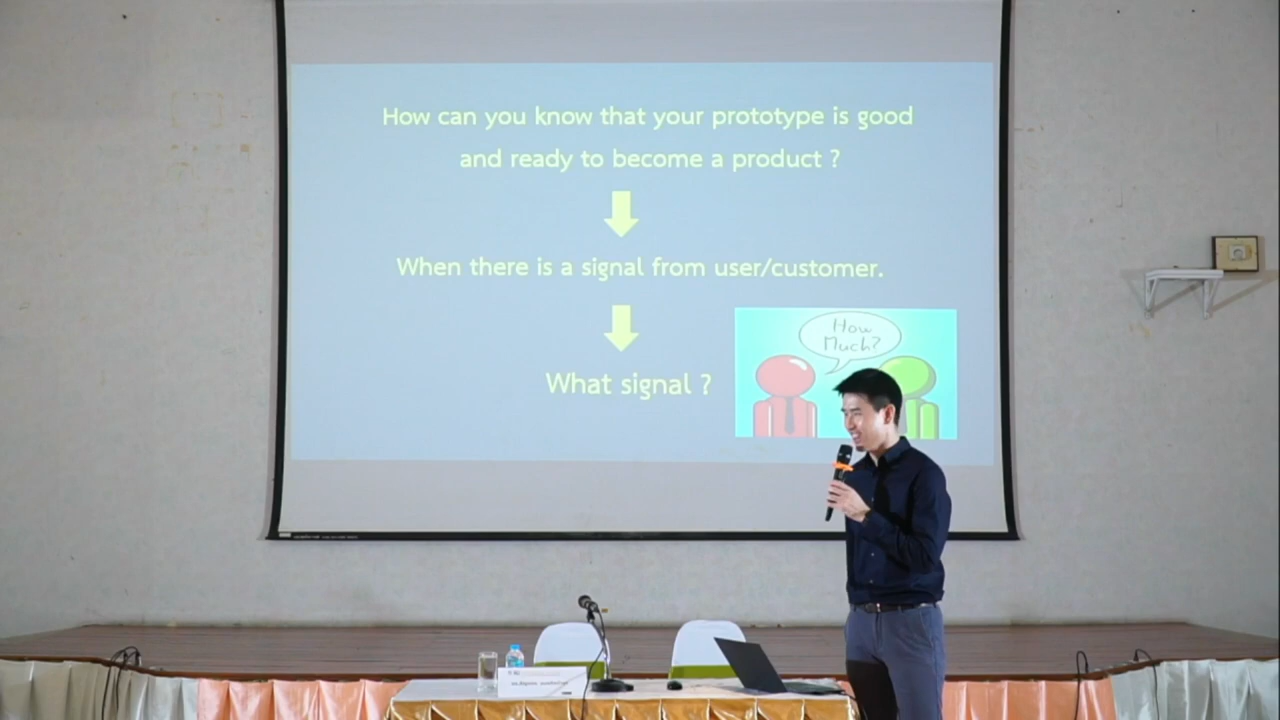 How can you know that your prototype is good
and ready to become a product ?
When there is a signal from user/customer.
How
Much?
What signal ?